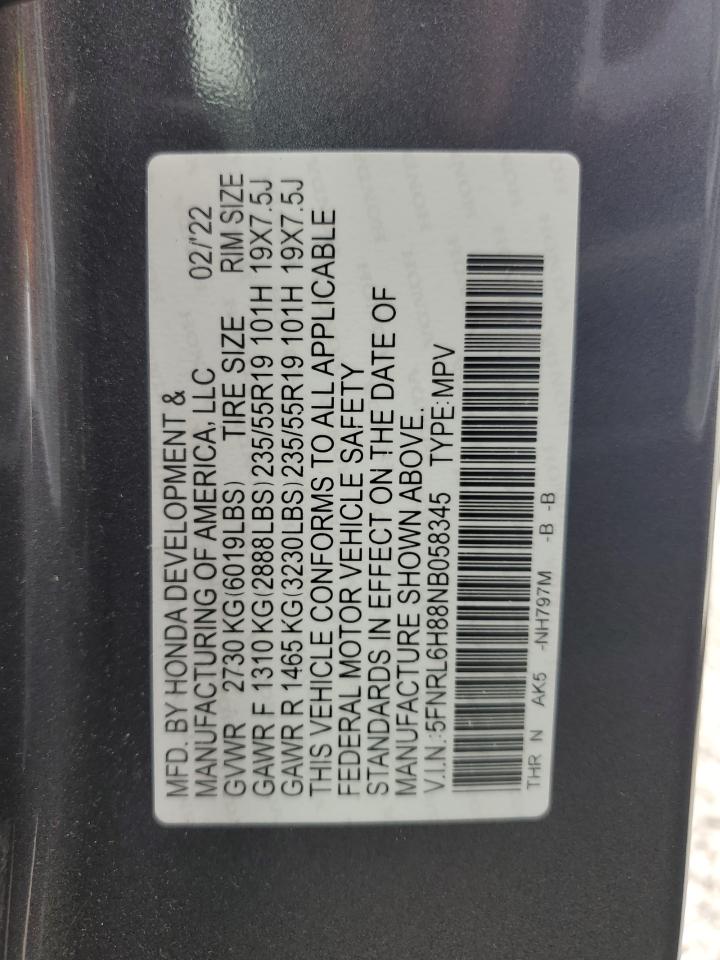 MFD. BY HONDA DEVELOPMENT &
MANUFACTURING OF AMERICA, LLC 02/'22
GVWR 2730 KG(6019LBS) TIRE SIZE RIM SIZE
GAWR F 1310 KG(2888LBS) 235/55R19 101H 19X7.5J
GAWR R 1465 KG(3230LBS) 235/55R19 101H 19X7.5J
THIS VEHICLE CONFORMS TO ALL APPLICABLE
FEDERAL MOTOR VEHICLE SAFETY
STANDARDS IN EFFECT ON THE DATE OF
MANUFACTURE SHOWN ABOVE.
V.I.N.:5FNRL6H88NB058345 TYPE:MPV
THR N AK5 -NH797M -B -B